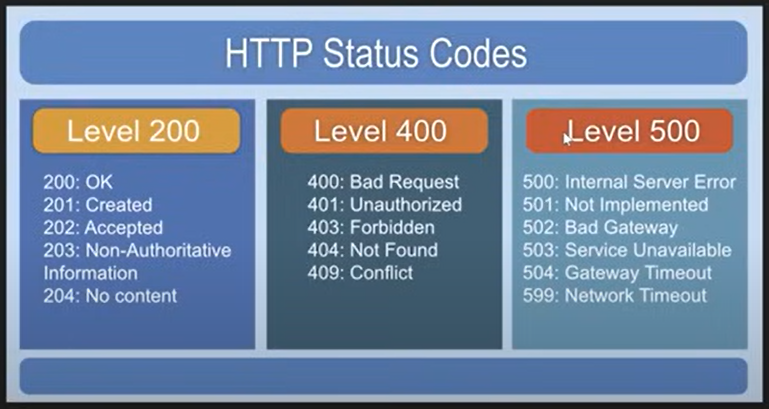 HTTP Status Codes
Level 200
200: OK
201: Created
202: Accepted
203: Non-Authoritative
Information
204: No content
Level 400
400: Bad Request
401: Unauthorized
403: Forbidden
404: Not Found
409: Conflict
Level 500
500: Internal Server Error
501: Not Implemented
502: Bad Gateway
503: Service Unavailable
504: Gateway Timeout
599: Network Timeout